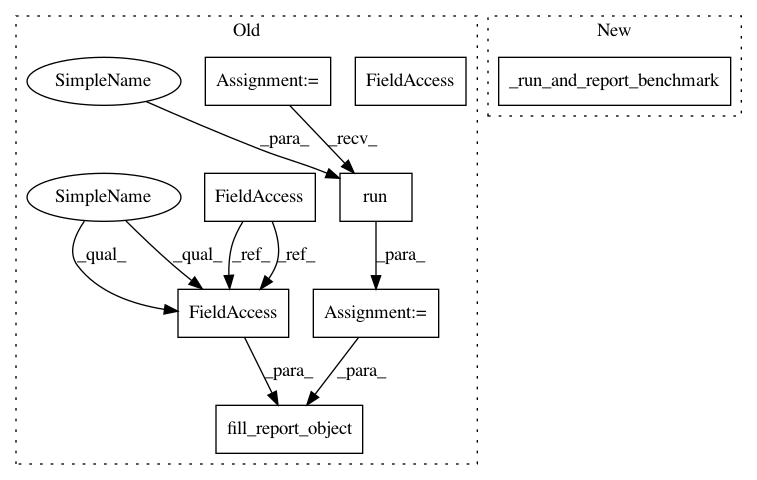 Old
New
SimpleName
Assignment:=
FieldAccess
_run_and_report_benchmark
_para_
_recv_
SimpleName
FieldAccess
run
_qual_
_qual_
_ref_
_ref_
_para_
FieldAccess
Assignment:=
_para_
_para_
fill_report_object